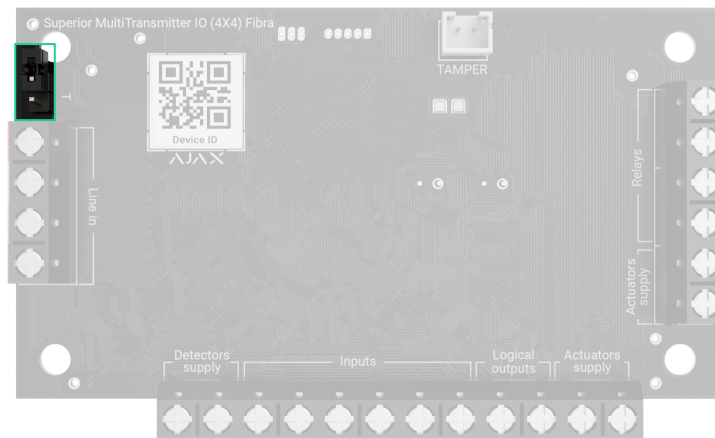 Superior MultiTransmitter IO (4X4) Fibra
TAMPER
T
Device ID
AJAX
Line in
Relays
Actuators
supply
Detectors
supply
Inputs
Logical
outputs
Actuators
supply